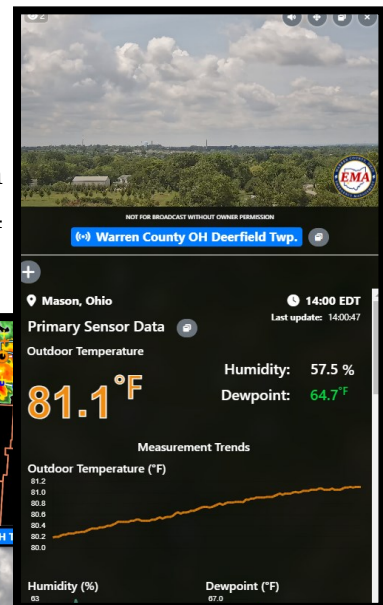 2
EMA
NOT FOR BROADCAST WITHOUT OWNER PERMISSION
Warren County OH Deerfield Twp.
Mason, Ohio
14:00 EDT
Last update: 14:00:47
Primary Sensor Data
Outdoor Temperature
81.1°F
Humidity: 57.5 %
Dewpoint: 64.7°F
Measurement Trends
Outdoor Temperature (°F)
81.2
81.0
80.8
80.6
80.4
80.2
80.0
Humidity (%)
Dewpoint (°F)
63
67.0
H T